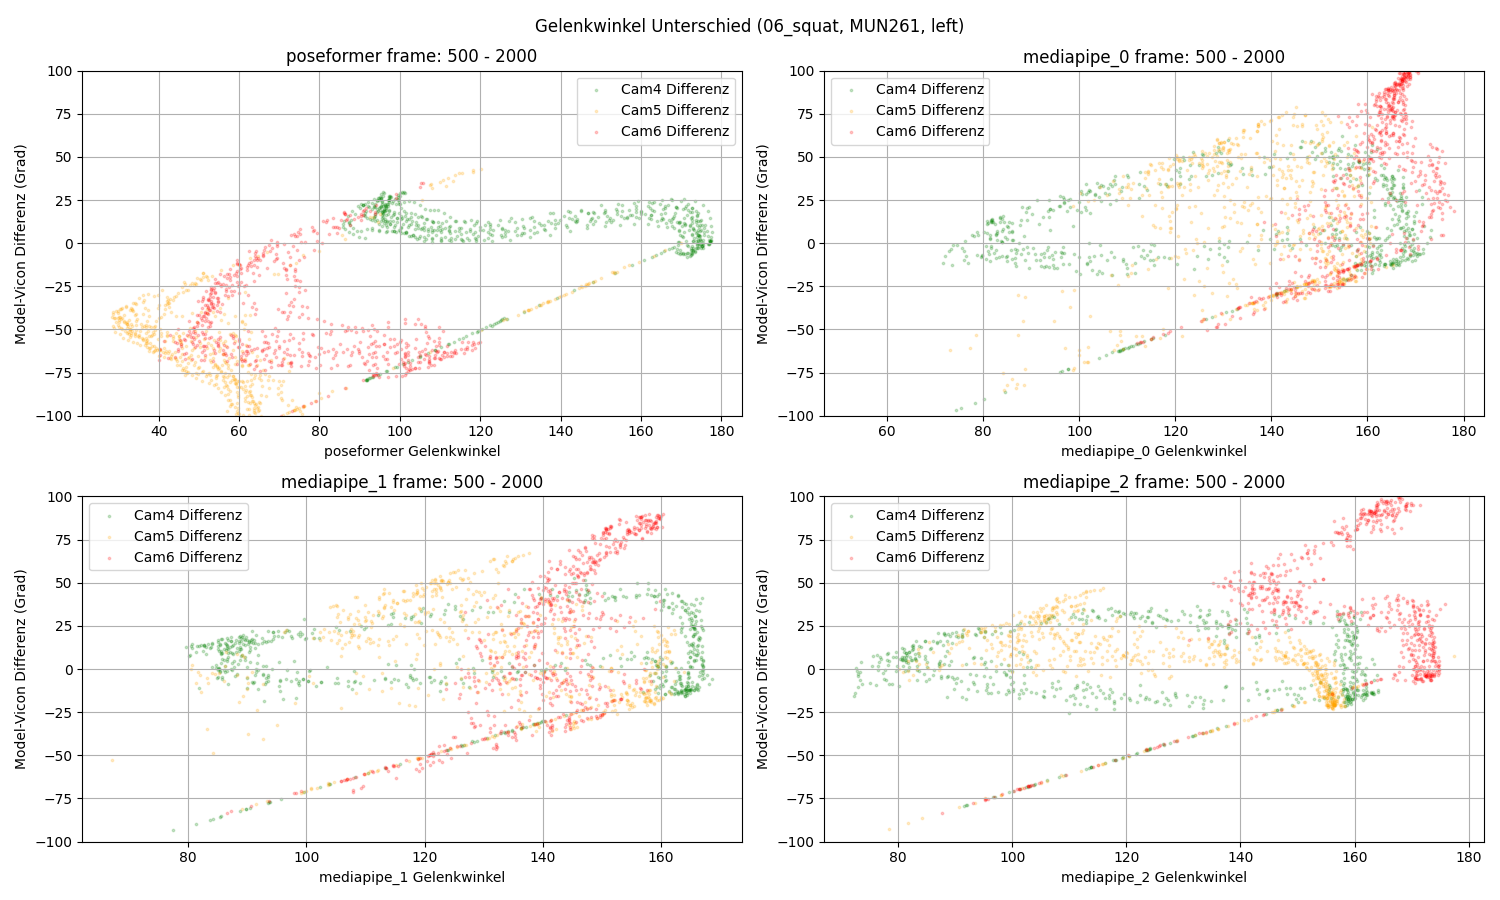 Gelenkwinkel Unterschied (06_squat, MUN261, left)
poseformer frame: 500 - 2000
100
75
50
25
0
−25
−50
−75
−100
Model-Vicon Differenz (Grad)
Cam4 Differenz
Cam5 Differenz
Cam6 Differenz
40 60 80 100 120 140 160 180
poseformer Gelenkwinkel
mediapipe_0 frame: 500 - 2000
100
75
50
25
0
−25
−50
−75
−100
Model-Vicon Differenz (Grad)
Cam4 Differenz
Cam5 Differenz
Cam6 Differenz
60 80 100 120 140 160 180
mediapipe_0 Gelenkwinkel
mediapipe_1 frame: 500 - 2000
100
75
50
25
0
−25
−50
−75
−100
Model-Vicon Differenz (Grad)
Cam4 Differenz
Cam5 Differenz
Cam6 Differenz
80 100 120 140 160
mediapipe_1 Gelenkwinkel
mediapipe_2 frame: 500 - 2000
100
75
50
25
0
−25
−50
−75
−100
Model-Vicon Differenz (Grad)
Cam4 Differenz
Cam5 Differenz
Cam6 Differenz
80 100 120 140 160 180
mediapipe_2 Gelenkwinkel